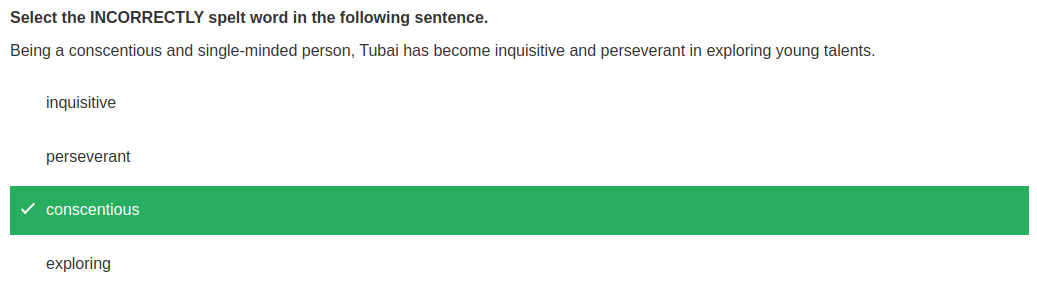 Select the INCORRECTLY spelt word in the following sentence.
Being a conscentious and single-minded person, Tubai has become inquisitive and perseverant in exploring young talents.
inquisitive
perseverant
conscentious
exploring